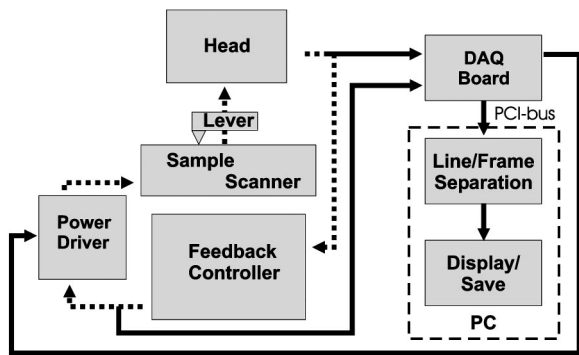 Head
DAQ
Board
PCI-bus
Lever
Sample
Scanner
Line/Frame
Separation
Power
Driver
Feedback
Controller
Display/
Save
PC